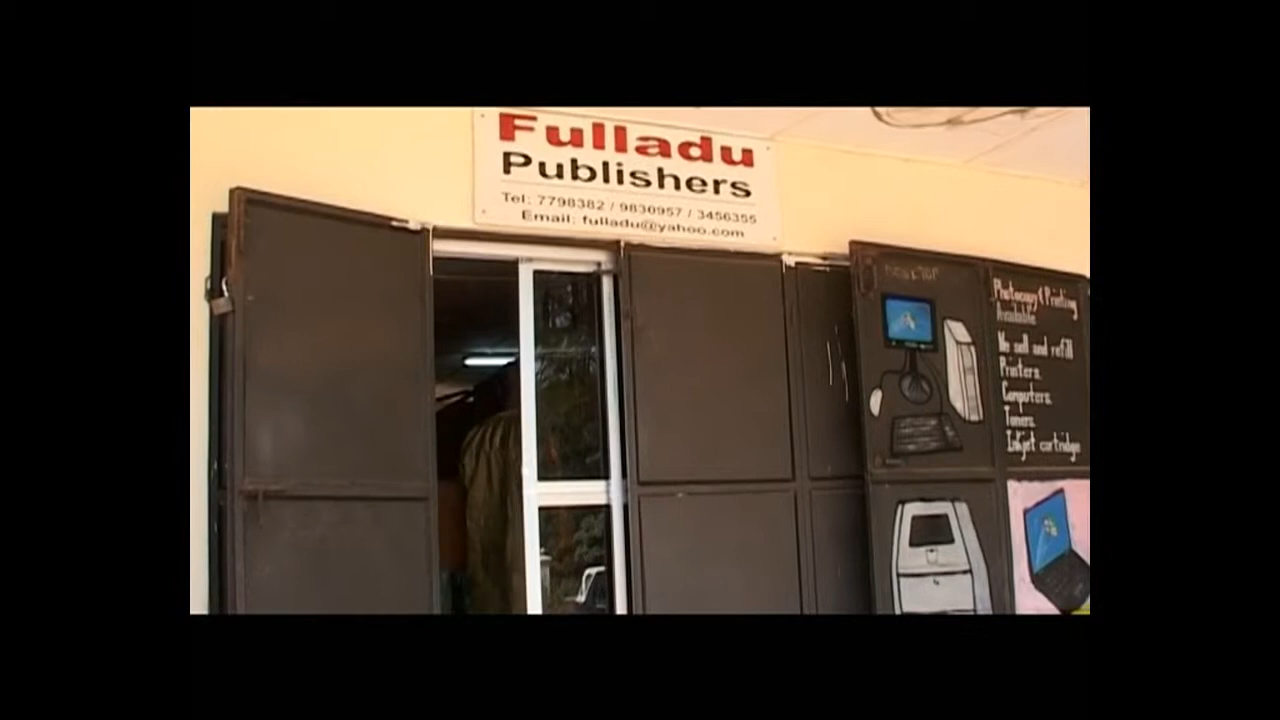 Fulladu
Publishers
Tel: 7798382 / 9830957 / 3456355
Email: fulladu@yahoo.com
Photocopy & Printing
Available
We sell and refill
Printers.
Computers.
Toners.
Inkjet cartridge